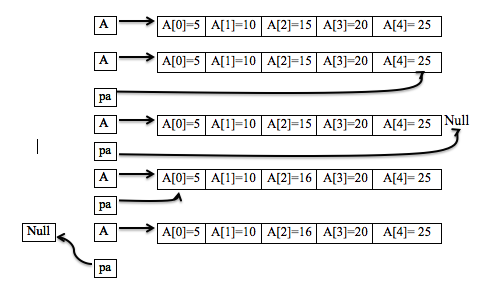 A A[0]=5 A[1]=10 A[2]=15 A[3]=20 A[4]= 25
A A[0]=5 A[1]=10 A[2]=15 A[3]=20 A[4]= 25
pa
A A[0]=5 A[1]=10 A[2]=15 A[3]=20 A[4]= 25 Null
pa
A A[0]=5 A[1]=10 A[2]=16 A[3]=20 A[4]= 25
pa
Null A A[0]=5 A[1]=10 A[2]=16 A[3]=20 A[4]= 25
pa